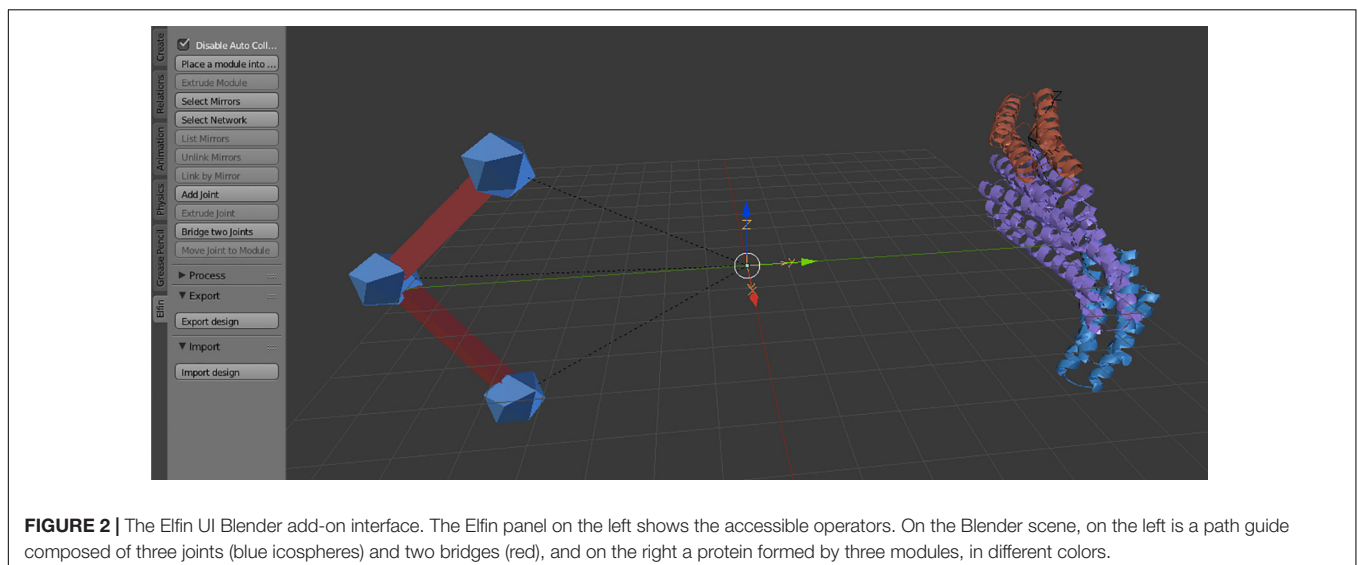 Create
Relations
Animation
Physics
Grease Pencil
Elfin
Disable Auto Coll...
Place a module into ...
Extrude Module
Select Mirrors
Select Network
List Mirrors
Unlink Mirrors
Link by Mirror
Add Joint
Extrude Joint
Bridge two Joints
Move Joint to Module
Process
Export
Export design
Import
Import design
Z
Y
X
Z
FIGURE 2 | The Elfin UI Blender add-on interface. The Elfin panel on the left shows the accessible operators. On the Blender scene, on the left is a path guide
composed of three joints (blue icospheres) and two bridges (red), and on the right a protein formed by three modules, in different colors.